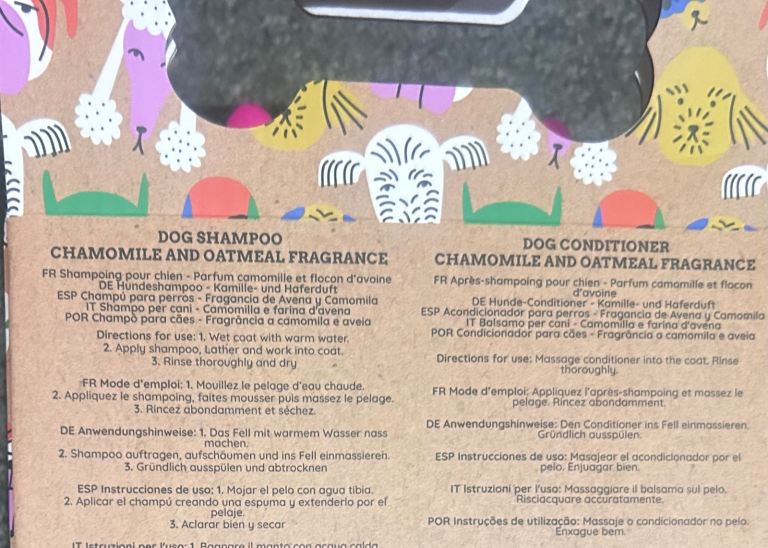 DOG SHAMPOO
CHAMOMILE AND OATMEAL FRAGRANCE
FR Shampoing pour chien - Parfum camomille et flocon d'avoine
DE Hundeshampoo - Kamille- und Haferduft
ESP Champú para perros - Fragancia de Avena y Camomila
IT Shampo per cani - Camomilla e farina d'avena
POR Champô para cães - Fragrância a camomila e aveia
Directions for use: 1. Wet coat with warm water.
2. Apply shampoo, Lather and work into coat.
3. Rinse thoroughly and dry
FR Mode d'emploi: 1. Mouillez le pelage d'eau chaude.
2. Appliquez le shampoing, faites mousser puis massez le pelage.
3. Rincez abondamment et séchez.
DE Anwendungshinweise: 1. Das Fell mit warmem Wasser nass
machen.
2. Shampoo auftragen, aufschäumen und ins Fell einmassieren.
3. Gründlich ausspülen und abtrocknen
ESP Instrucciones de uso: 1. Mojar el pelo con agua tibia.
2. Aplicar el champú creando una espuma y extenderlo por el
pelaje.
3. Aclarar bien y secar
IT Istruzioni per l'uso: 1. Bagnare il manto con acqua calda
DOG CONDITIONER
CHAMOMILE AND OATMEAL FRAGRANCE
FR Après-shampoing pour chien - Parfum camomille et flocon
d'avoine
DE Hunde-Conditioner - Kamille- und Haferduft
ESP Acondicionador para perros - Fragancia de Avena y Camomila
IT Balsamo per cani - Camomilla e farina d'avena
POR Condicionador para cães - Fragrância a camomila e aveia
Directions for use: Massage conditioner into the coat. Rinse
thoroughly.
FR Mode d'emploi: Appliquez l'après-shampoing et massez le
pelage. Rincez abondamment.
DE Anwendungshinweise: Den Conditioner ins Fell einmassieren.
Gründlich ausspülen.
ESP Instrucciones de uso: Masajear el acondicionador por el
pelo. Enjuagar bien.
IT Istruzioni per l'uso: Massaggiare il balsamo sul pelo.
Risciacquare accuratamente.
POR Instruções de utilização: Massaje o condicionador no pelo.
Enxague bem.